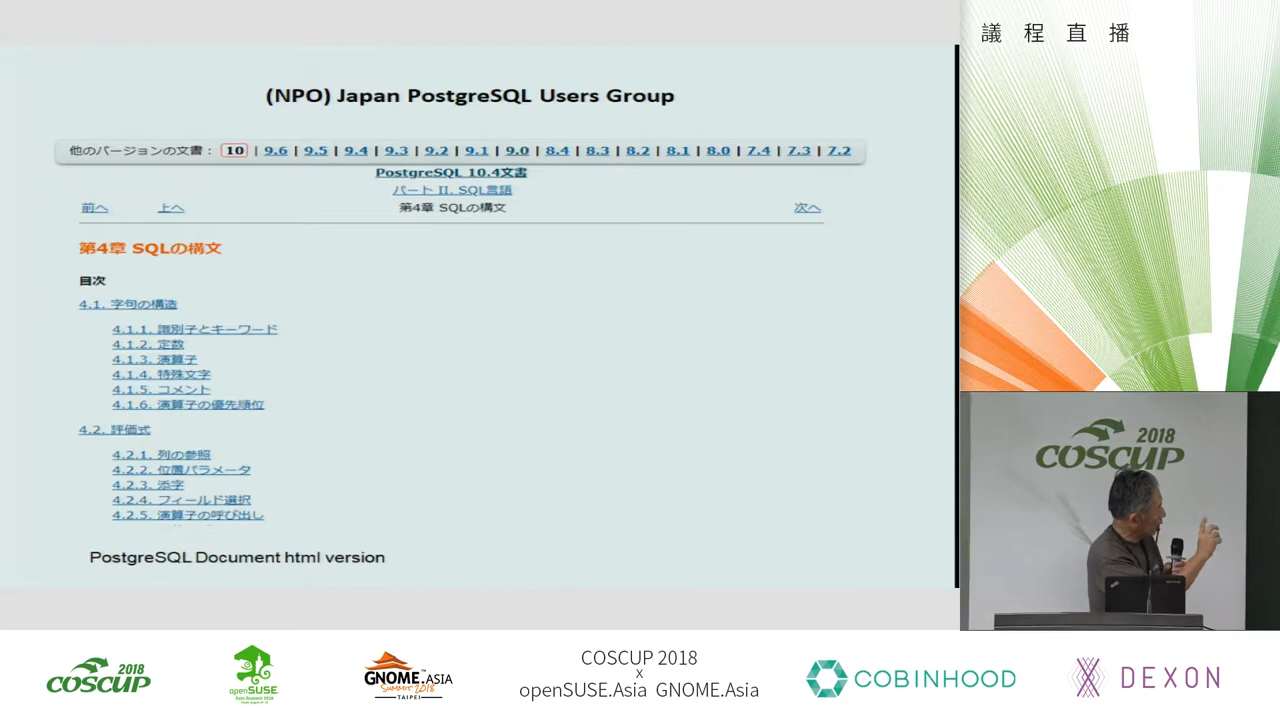 議程直播
(NPO) Japan PostgreSQL Users Group
他のバージョンの文書： 10 | 9.6 | 9.5 | 9.4 | 9.3 | 9.2 | 9.1 | 9.0 | 8.4 | 8.3 | 8.2 | 8.1 | 8.0 | 7.4 | 7.3 | 7.2
PostgreSQL 10.4文書
パート II. SQL言語
前へ 上へ 第4章 SQLの構文 次へ
第4章 SQLの構文
目次
4.1. 字句の構造
4.1.1. 識別子とキーワード
4.1.2. 定数
4.1.3. 演算子
4.1.4. 特殊文字
4.1.5. コメント
4.1.6. 演算子の優先順位
4.2. 評価式
4.2.1. 列の参照
4.2.2. 位置パラメータ
4.2.3. 添字
4.2.4. フィールド選択
4.2.5. 演算子の呼び出し
PostgreSQL Document html version
2018
COSCUP
2018
COSCUP
openSUSE
GNOME.ASIA
SUMMIT 2018
TAIPEI
COSCUP 2018
x
openSUSE.Asia GNOME.Asia
COBINHOOD
DEXON